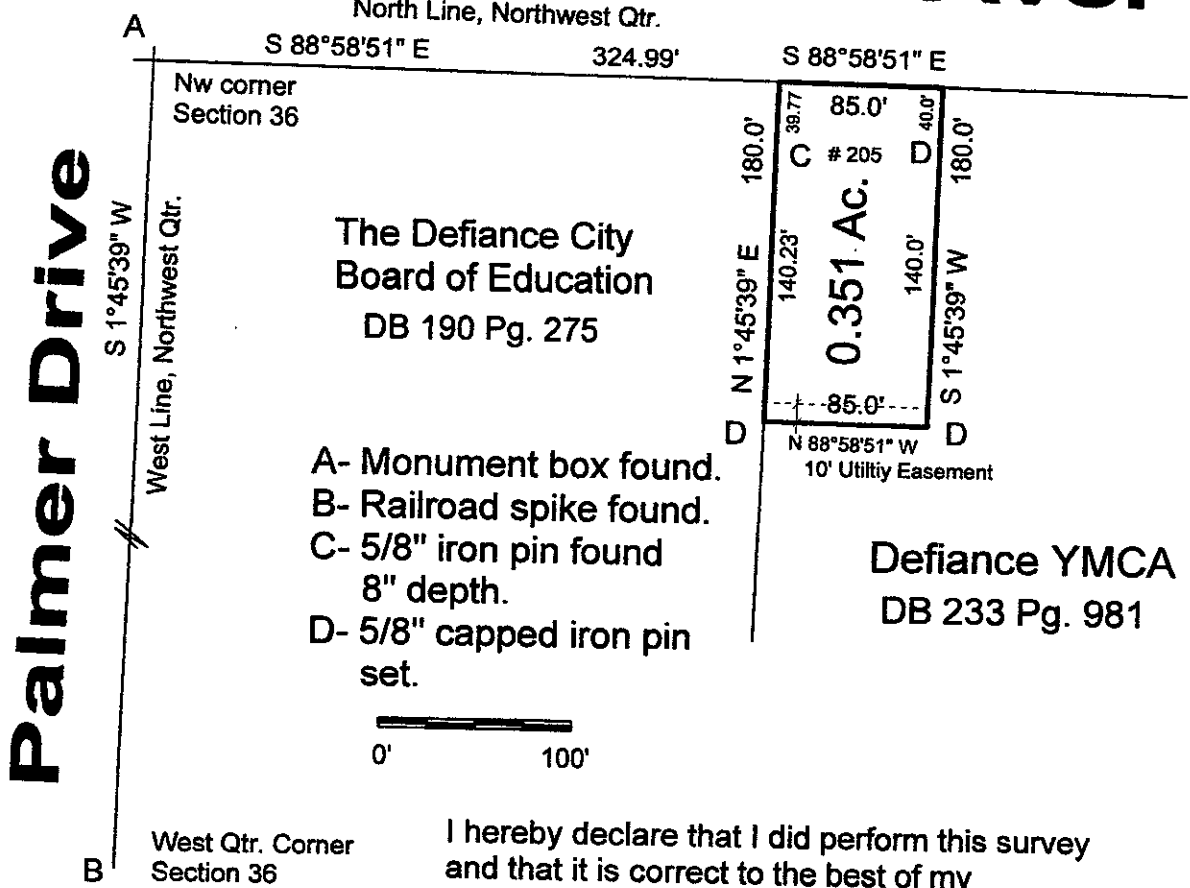 North Line, Northwest Qtr.
A
S 88°58'51" E
324.99'
S 88°58'51" E
Nw corner
Section 36
39.77
85.0'
40.0'
180.0'
C
# 205
D
180.0'
Palmer Drive
S 1°45'39" W
West Line, Northwest Qtr.
The Defiance City
Board of Education
DB 190 Pg. 275
N 1°45'39" E
140.23'
0.351 Ac.
140.0'
S 1°45'39" W
85.0'
D
N 88°58'51" W
D
10' Utiltiy Easement
A- Monument box found.
B- Railroad spike found.
C- 5/8" iron pin found
8" depth.
D- 5/8" capped iron pin
set.
Defiance YMCA
DB 233 Pg. 981
0'
100'
West Qtr. Corner
Section 36
B
I hereby declare that I did perform this survey
and that it is correct to the best of my